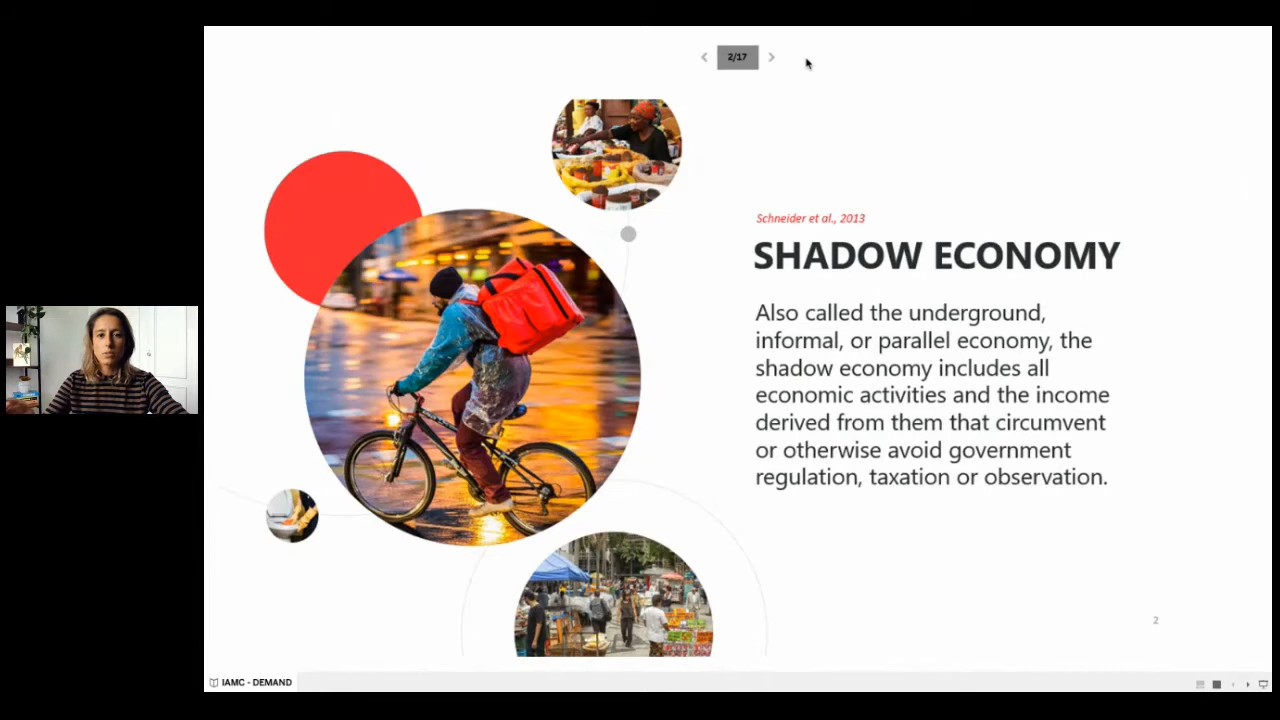 2/17
Schneider et al., 2013
SHADOW ECONOMY
Also called the underground,
informal, or parallel economy, the
shadow economy includes all
economic activities and the income
derived from them that circumvent
or otherwise avoid government
regulation, taxation or observation.
2
IAMC - DEMAND